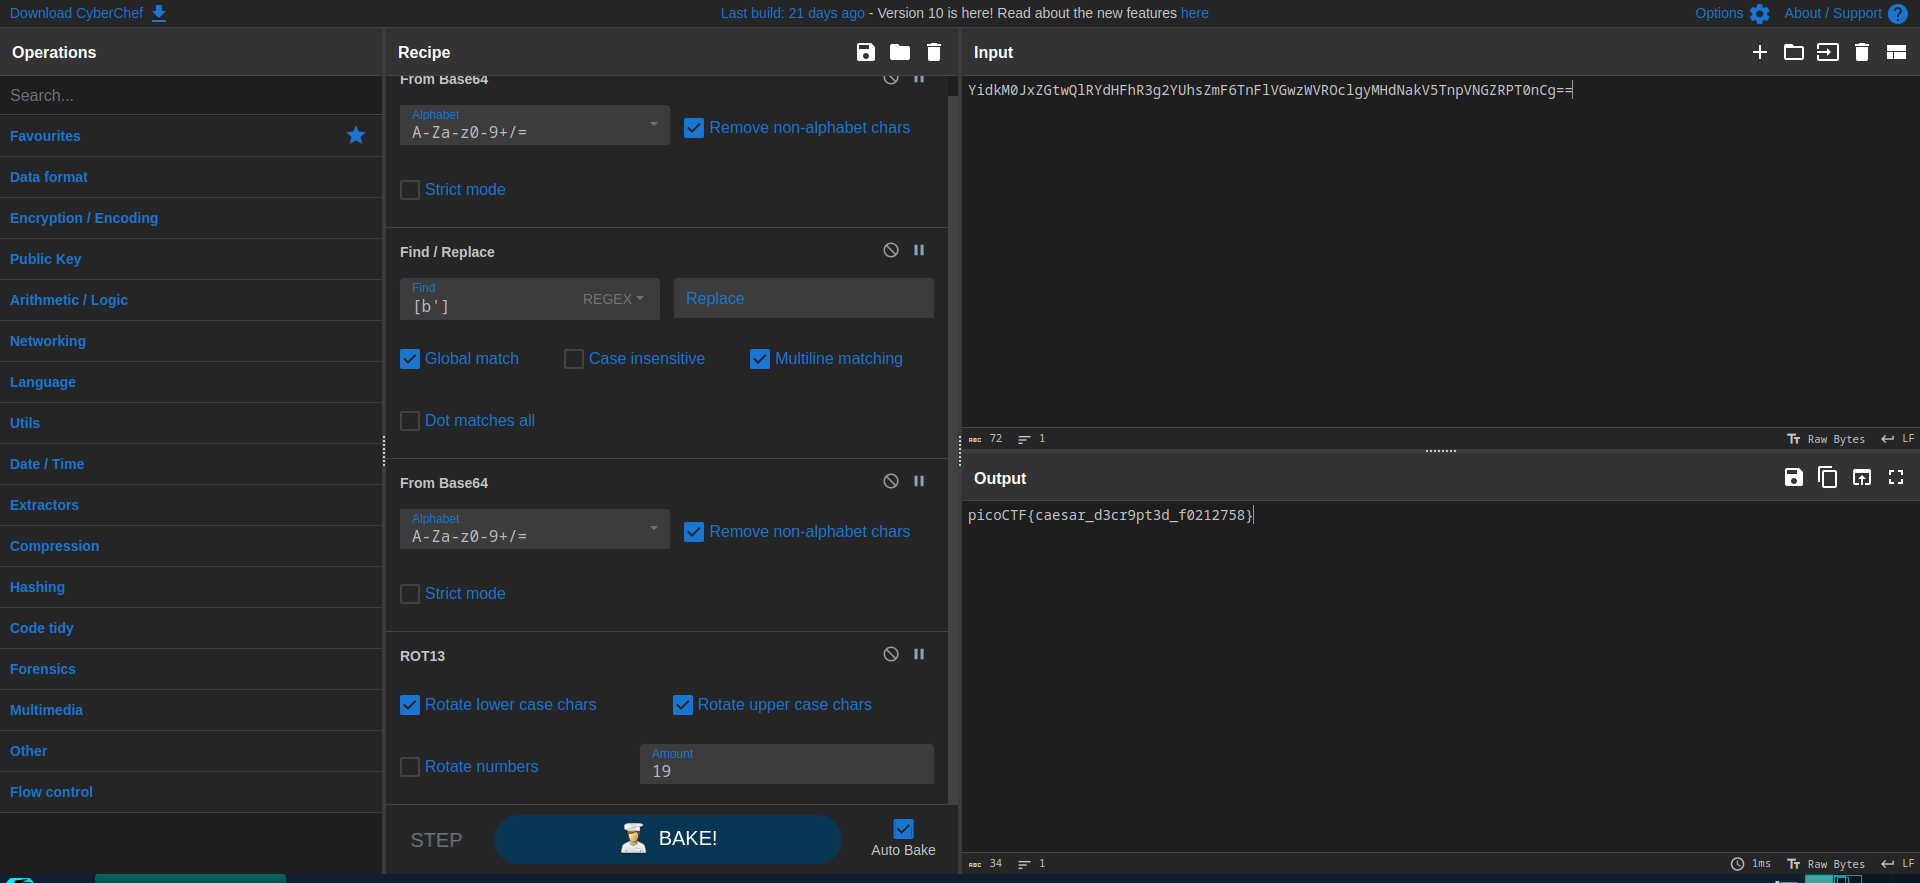 Download CyberChef
Last build: 21 days ago - Version 10 is here! Read about the new features here
Options
About / Support
Operations
Search...
Favourites
Data format
Encryption / Encoding
Public Key
Arithmetic / Logic
Networking
Language
Utils
Date / Time
Extractors
Compression
Hashing
Code tidy
Forensics
Multimedia
Other
Flow control
Recipe
From Base64
Alphabet
A-Za-z0-9+/=
Remove non-alphabet chars
Strict mode
Find / Replace
Find
[b']
REGEX
Replace
Global match
Case insensitive
Multiline matching
Dot matches all
From Base64
Alphabet
A-Za-z0-9+/=
Remove non-alphabet chars
Strict mode
ROT13
Rotate lower case chars
Rotate upper case chars
Rotate numbers
Amount
19
STEP
BAKE!
Auto Bake
Input
YidkM0JxZGtwQlRYdHFhR3g2YUhsZmF6TnFlVGwzWVROclgyMHdNakV5TnpVNGZRPT0nCg==
ABC 72 1
Raw Bytes LF
Output
picoCTF{caesar_d3cr9pt3d_f0212758}
ABC 34 1
1ms Raw Bytes LF